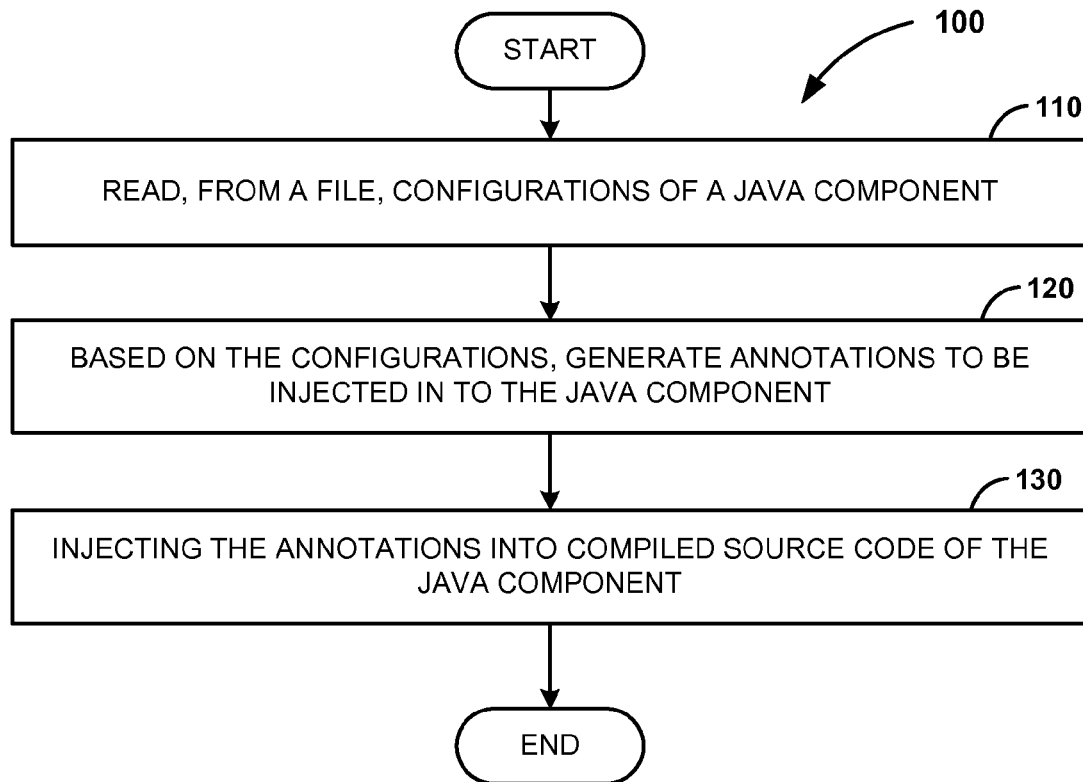 START
100
110
READ, FROM A FILE, CONFIGURATIONS OF A JAVA COMPONENT
120
BASED ON THE CONFIGURATIONS, GENERATE ANNOTATIONS TO BE
INJECTED IN TO THE JAVA COMPONENT
130
INJECTING THE ANNOTATIONS INTO COMPILED SOURCE CODE OF THE
JAVA COMPONENT
END